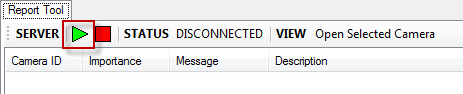 Report Tool
SERVER STATUS DISCONNECTED VIEW Open Selected Camera
Camera ID Importance Message Description